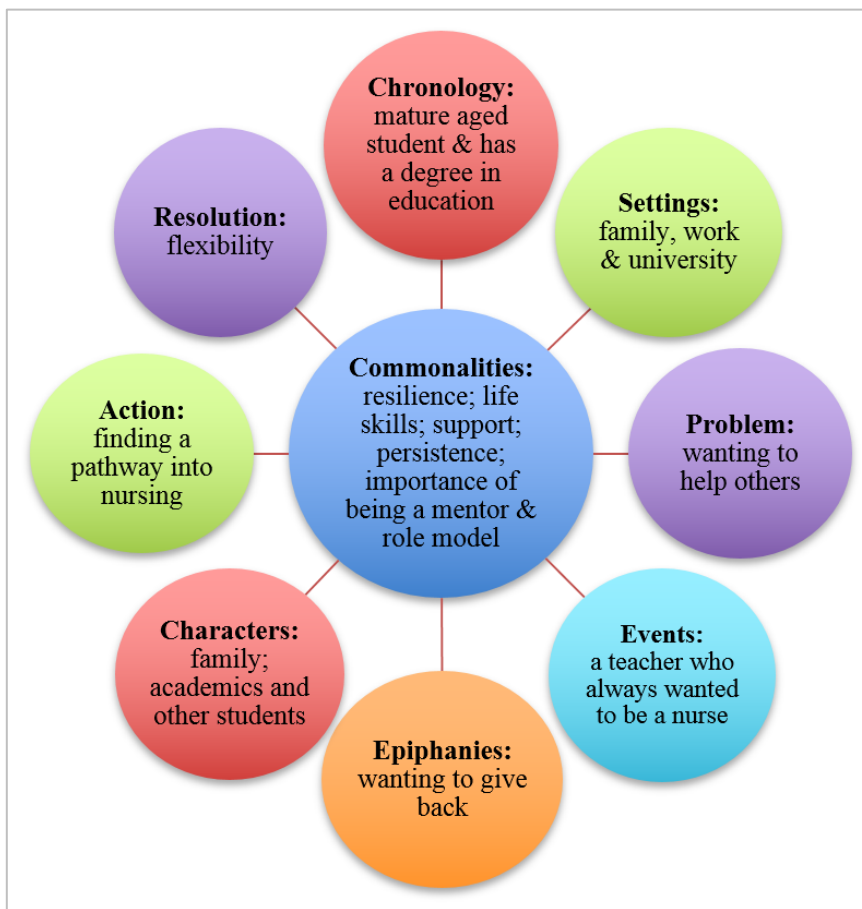 Chronology:
mature aged
student & has
a degree in
education
Settings:
family, work
& university
Problem:
wanting to
help others
Events:
a teacher who
always wanted
to be a nurse
Epiphanies:
wanting to give
back
Characters:
family;
academics and
other students
Action:
finding a
pathway into
nursing
Resolution:
flexibility
Commonalities:
resilience; life
skills; support;
persistence;
importance of
being a mentor &
role model